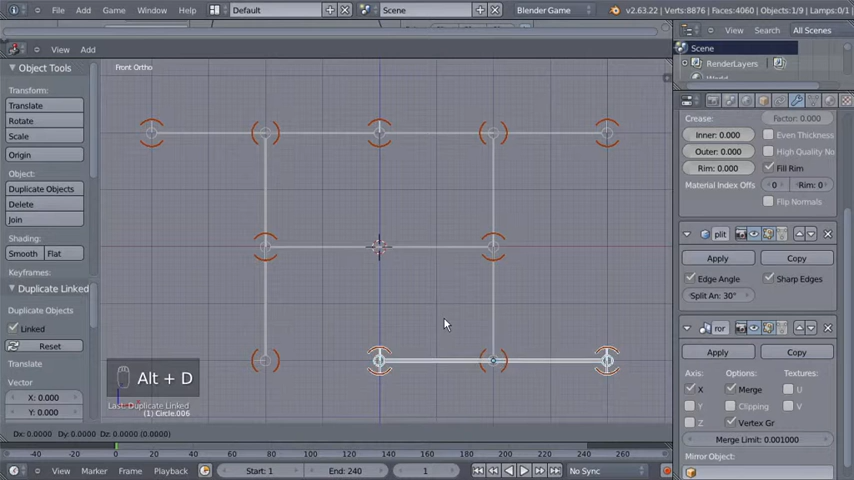 File Add Game Window Help Default Scene Blender Game v2.63.22 | Verts:8876 | Faces:4060 | Objects:1/9 | Lamps:0/1
View Search All Scenes
Scene
RenderLayers
View Add
Object Tools
Transform:
Translate
Rotate
Scale
Origin
Object:
Duplicate Objects
Delete
Join
Shading:
Smooth Flat
Keyframes:
Duplicate Linked
Duplicate Objects
Linked
Reset
Translate
Vector
X: 0.000
Y: 0.000
Front Ortho
Alt + D
Last: Duplicate Linked
(1) Circle.006
Dx: 0.0000 Dy: 0.0000 Dz: 0.0000 (0.0000)
Crease: Factor: 0.000
Inner: 0.000 Even Thickness
Outer: 0.000 High Quality No
Rim: 0.000 Fill Rim
Material Index Offs 0 Rim: 0
Flip Normals
plit
Apply Copy
Edge Angle Sharp Edges
Split An: 30°
ror
Apply Copy
Axis: Options: Textures:
X Merge U
Y Clipping V
Z Vertex Gr
Merge Limit: 0.001000
Mirror Object:
-40 -20 0 20 40 60 80 100 120 140 160 180 200 220 240 260
View Marker Frame Playback Start: 1 End: 240 1 No Sync